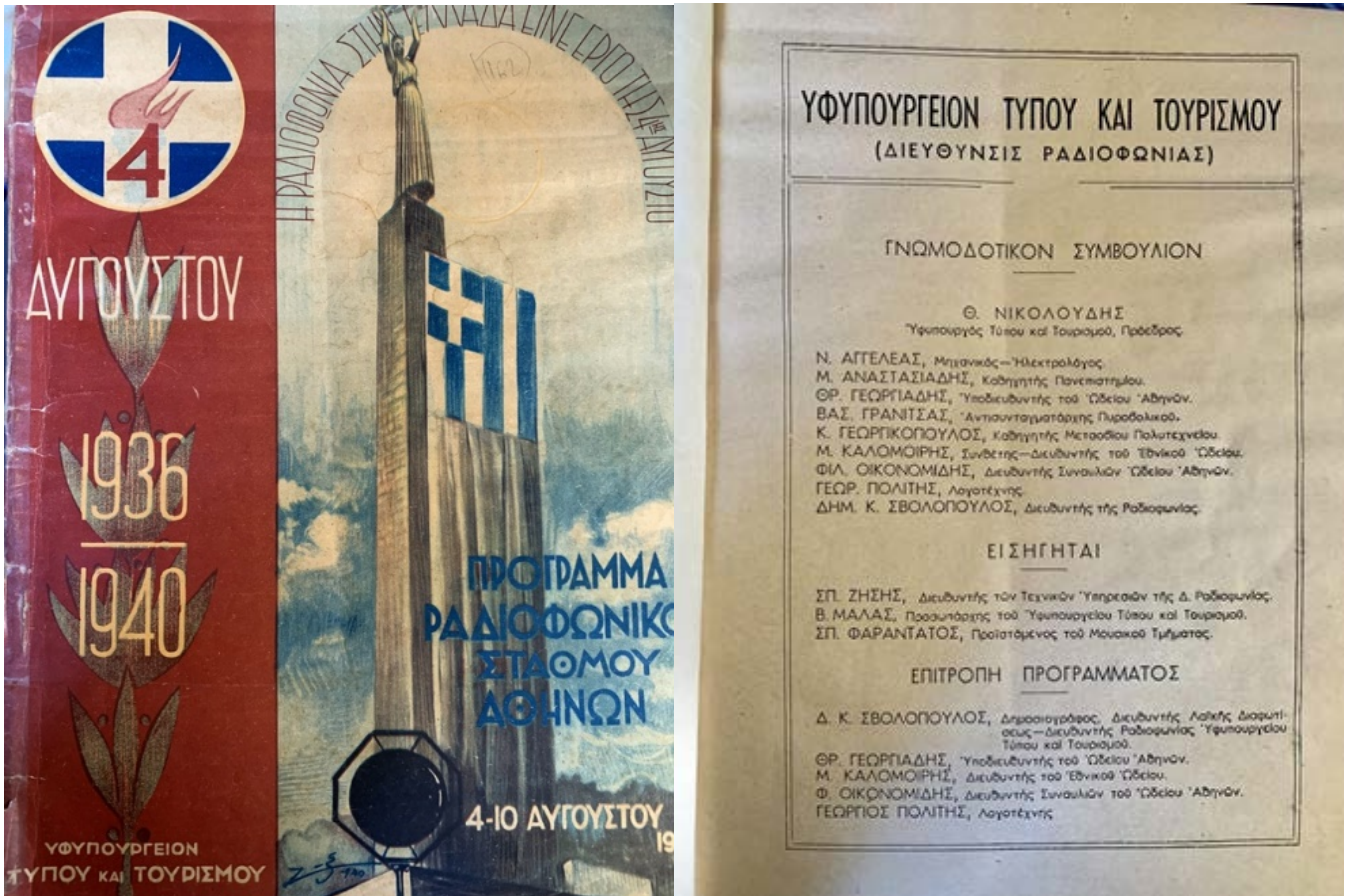 Η ΡΑΔΙΟΦΩΝΙΑ ΣΤΗΝ ΕΛΛΑΔΑ ΕΙΝΕ ΕΡΓΟ ΤΗΣ 4ης ΑΥΓΟΥΣΤΟ
4
ΑΥΓΟΥΣΤΟΥ
1936
1940
ΠΡΟΓΡΑΜΜΑ
ΡΑΔΙΟΦΩΝΙΚΟ
ΣΤΑΘΜΟΥ
ΑΘΗΝΩΝ
4-10 ΑΥΓΟΥΣΤΟΥ
19
ΥΦΥΠΟΥΡΓΕΙΟΝ
ΤΥΠΟΥ ΚΑΙ ΤΟΥΡΙΣΜΟΥ
ΥΦΥΠΟΥΡΓΕΙΟΝ ΤΥΠΟΥ ΚΑΙ ΤΟΥΡΙΣΜΟΥ
(ΔΙΕΥΘΥΝΣΙΣ ΡΑΔΙΟΦΩΝΙΑΣ)
ΓΝΩΜΟΔΟΤΙΚΟΝ ΣΥΜΒΟΥΛΙΟΝ
Θ. ΝΙΚΟΛΟΥΔΗΣ
Ὑφυπουργὸς Τύπου καὶ Τουρισμοῦ, Πρόεδρος.
Ν. ΑΓΓΕΛΕΑΣ, Μηχανικὸς—Ἠλεκτρολόγος.
Μ. ΑΝΑΣΤΑΣΙΑΔΗΣ, Καθηγητὴς Πανεπιστημίου.
ΘΡ. ΓΕΩΡΓΙΑΔΗΣ, Ὑποδιευθυντὴς τοῦ Ὠδείου Ἀθηνῶν.
ΒΑΣ. ΓΡΑΝΙΤΣΑΣ, Ἀντισυνταγματάρχης Πυροβολικοῦ.
Κ. ΓΕΩΡΓΙΚΟΠΟΥΛΟΣ, Καθηγητὴς Μετσοβίου Πολυτεχνείου.
Μ. ΚΑΛΟΜΟΙΡΗΣ, Συνθέτης—Διευθυντὴς τοῦ Ἐθνικοῦ Ὠδείου.
ΦΙΛ. ΟΙΚΟΝΟΜΙΔΗΣ, Διευθυντὴς Συναυλιῶν Ὠδείου Ἀθηνῶν.
ΓΕΩΡ. ΠΟΛΙΤΗΣ, Λογοτέχνης.
ΔΗΜ. Κ. ΣΒΟΛΟΠΟΥΛΟΣ, Διευθυντὴς τῆς Ραδιοφωνίας.
ΕΙΣΗΓΗΤΑΙ
ΣΠ. ΖΗΣΗΣ, Διευθυντὴς τῶν Τεχνικῶν Ὑπηρεσιῶν τῆς Δ. Ραδιοφωνίας.
Β. ΜΑΛΑΣ, Προσωπάρχης τοῦ Ὑφυπουργείου Τύπου καὶ Τουρισμοῦ.
ΣΠ. ΦΑΡΑΝΤΑΤΟΣ, Προϊστάμενος τοῦ Μουσικοῦ Τμήματος.
ΕΠΙΤΡΟΠΗ ΠΡΟΓΡΑΜΜΑΤΟΣ
Δ. Κ. ΣΒΟΛΟΠΟΥΛΟΣ, Δημοσιογράφος, Διευθυντὴς Λαϊκῆς Διαφωτί-
σεως—Διευθυντὴς Ραδιοφωνίας Ὑφυπουργείου
Τύπου καὶ Τουρισμοῦ.
ΘΡ. ΓΕΩΡΓΙΑΔΗΣ, Ὑποδιευθυντὴς τοῦ Ὠδείου Ἀθηνῶν.
Μ. ΚΑΛΟΜΟΙΡΗΣ, Διευθυντὴς τοῦ Ἐθνικοῦ Ὠδείου.
Φ. ΟΙΚΟΝΟΜΙΔΗΣ, Διευθυντὴς Συναυλιῶν τοῦ Ὠδείου Ἀθηνῶν.
ΓΕΩΡΓΙΟΣ ΠΟΛΙΤΗΣ, Λογοτέχνης